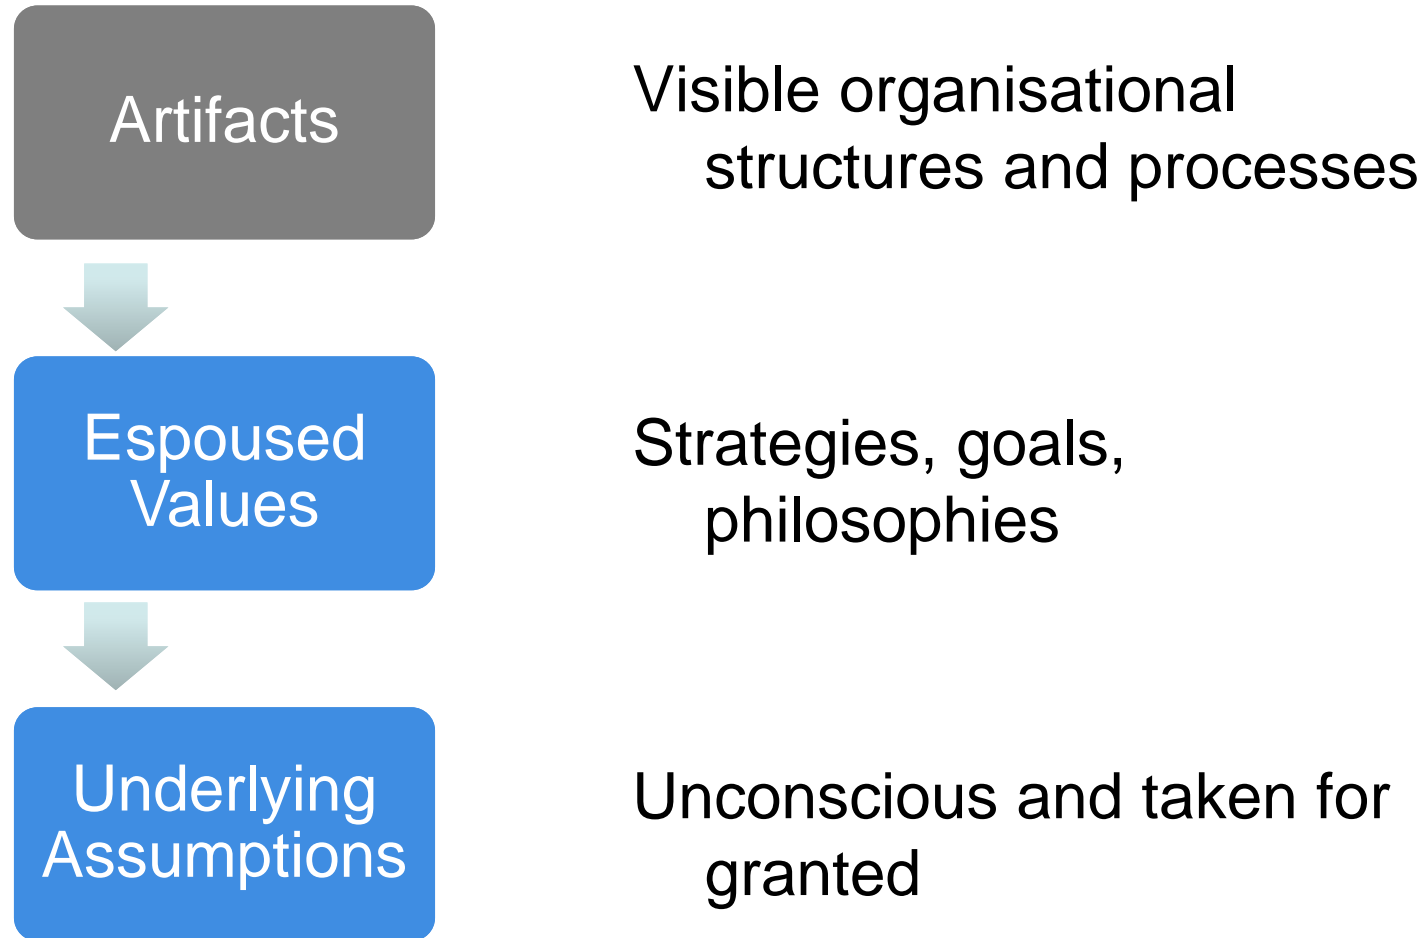 Artifacts
Visible organisational
structures and processes
Espoused
Values
Strategies, goals,
philosophies
Underlying
Assumptions
Unconscious and taken for
granted